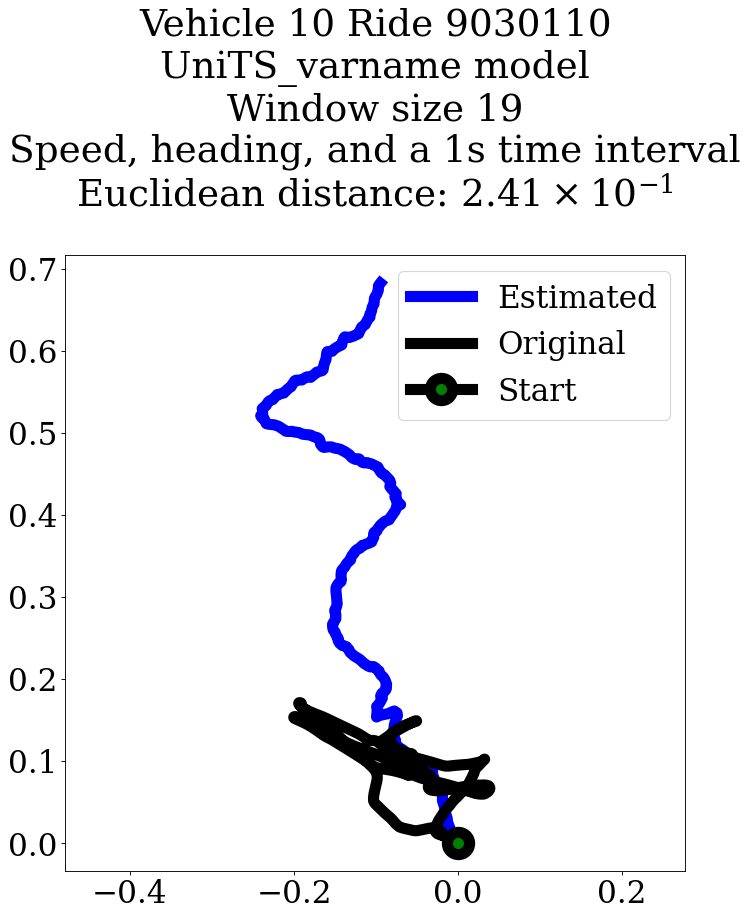 Vehicle 10 Ride 9030110
UniTS_varname model
Window size 19
Speed, heading, and a 1s time interval
Euclidean distance: 2.41 × 10⁻¹
0.7
Estimated
Original
Start
0.6
0.5
0.4
0.3
0.2
0.1
0.0
−0.4 −0.2 0.0 0.2